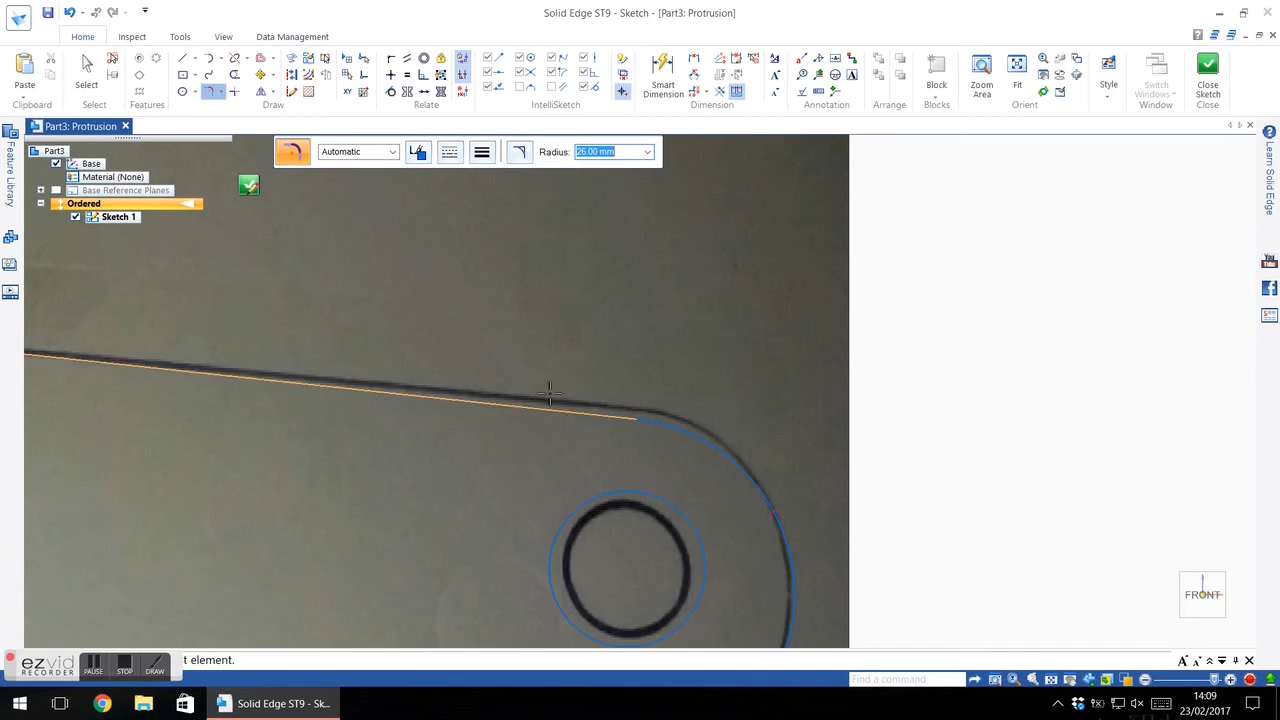 Solid Edge ST9 - Sketch - [Part3: Protrusion]
Home Inspect Tools View Data Management
Paste
Select
Smart Dimension
Block
Zoom Area
Fit
Style
Switch Windows
Close Sketch
Clipboard Select Features Draw Relate IntelliSketch Dimension Annotation Arrange Blocks Orient Style Window Close
Part3: Protrusion
Feature Library
Learn Solid Edge
You
Tube
Automatic
Radius: 26.00 mm
Part3
Base
Material (None)
Base Reference Planes
Ordered
Sketch 1
FRONT
ezvid
RECORDER
PAUSE STOP DRAW
t element.
Find a command
Solid Edge ST9 - Sk...
14:09
23/02/2017